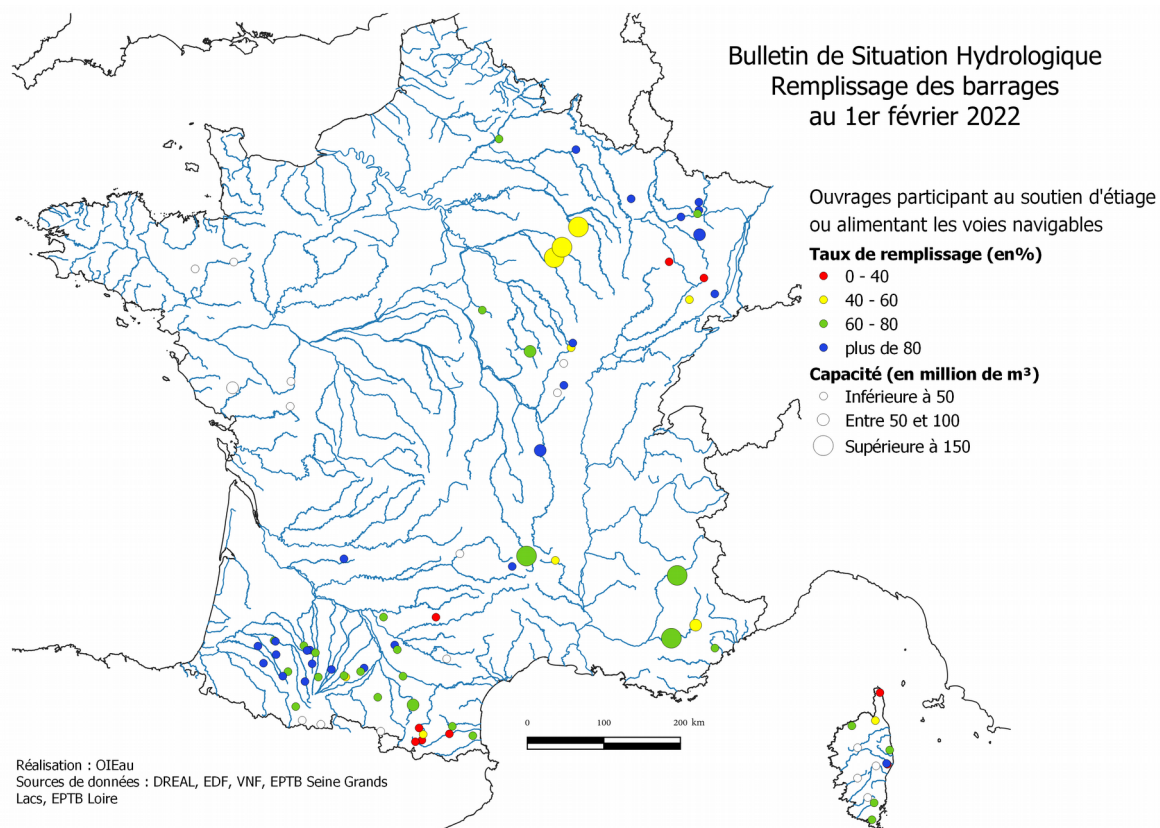 Bulletin de Situation Hydrologique
Remplissage des barrages
au 1er février 2022
Ouvrages participant au soutien d'étiage
ou alimentant les voies navigables
Taux de remplissage (en%)
0 - 40
40 - 60
60 - 80
plus de 80
Capacité (en million de m³)
Inférieure à 50
Entre 50 et 100
Supérieure à 150
0 100 200 km
Réalisation : OIEau
Sources de données : DREAL, EDF, VNF, EPTB Seine Grands
Lacs, EPTB Loire